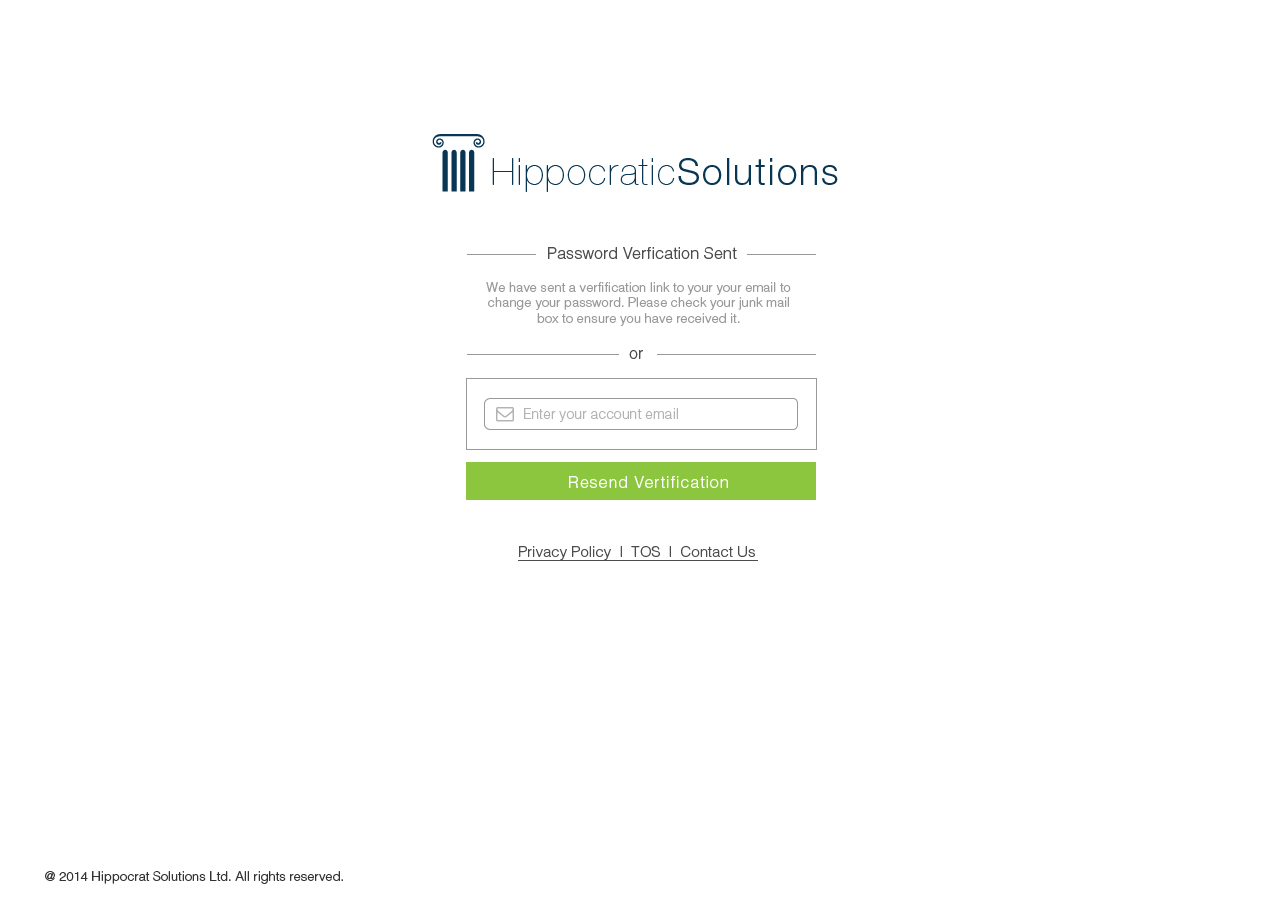 HippocraticSolutions
Password Verfication Sent
We have sent a verfification link to your your email to
change your password. Please check your junk mail
box to ensure you have received it.
or
Enter your account email
Resend Vertification
Privacy Policy | TOS | Contact Us
@ 2014 Hippocrat Solutions Ltd. All rights reserved.